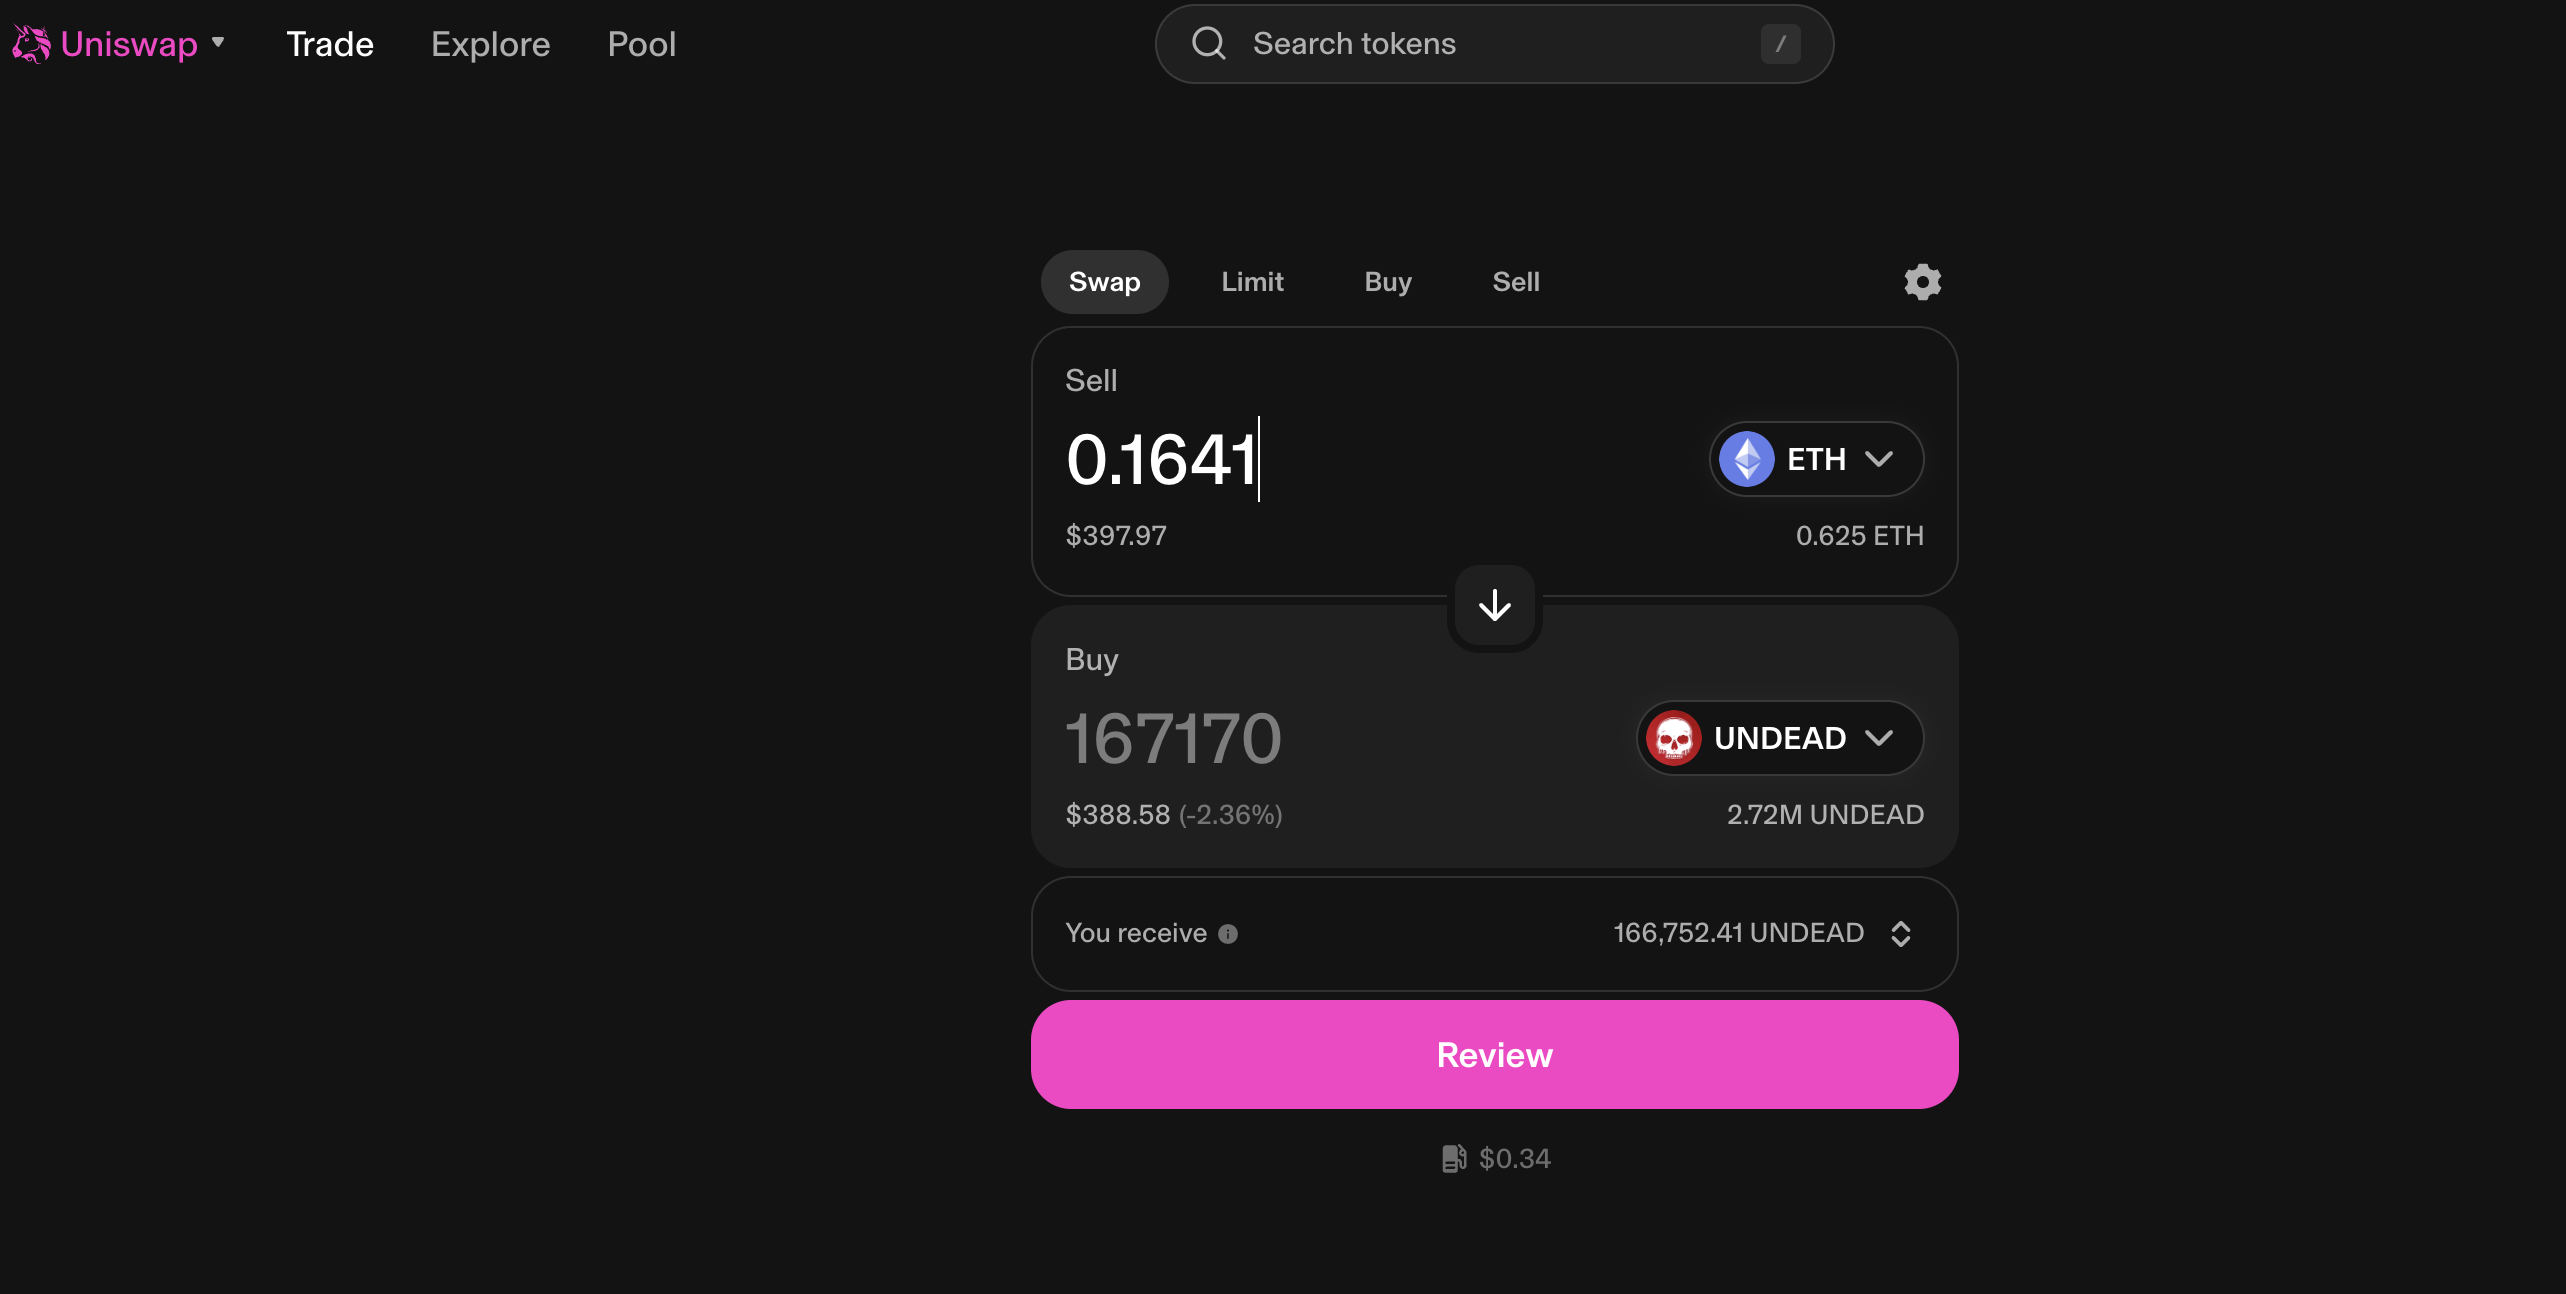 Uniswap Trade Explore Pool Search tokens /
Swap Limit Buy Sell
Sell
0.1641 ETH
$397.97 0.625 ETH
Buy
167170 UNDEAD
$388.58 (-2.36%) 2.72M UNDEAD
You receive 166,752.41 UNDEAD
Review
$0.34